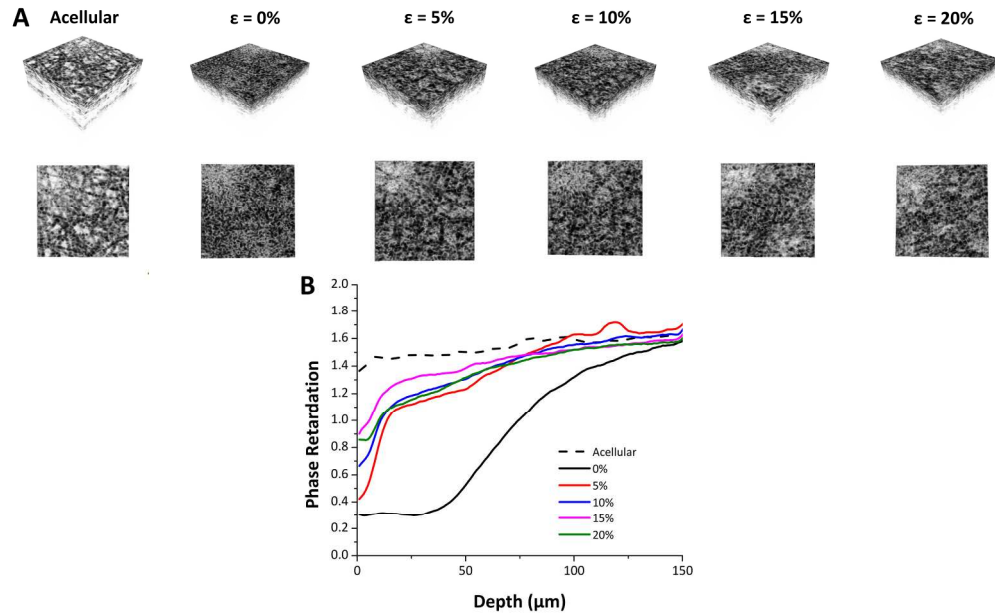 A
Acellular
ε = 0%
ε = 5%
ε = 10%
ε = 15%
ε = 20%
B
Phase Retardation
2.0
1.8
1.6
1.4
1.2
1.0
0.8
0.6
0.4
0.2
0.0
0
50
100
150
Depth (μm)
Acellular
0%
5%
10%
15%
20%